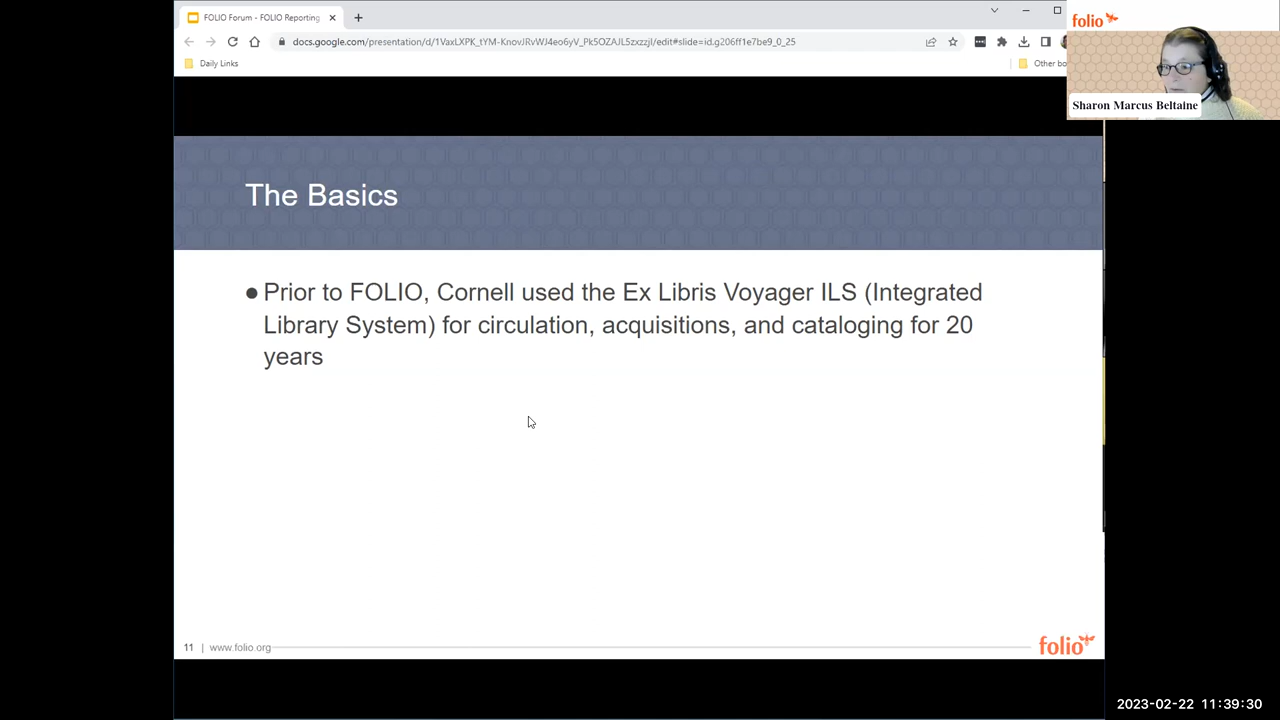 FOLIO Forum - FOLIO Reporting
docs.google.com/presentation/d/1VaxLXPK_tYM-KnovJRvWJ4eo6yV_Pk5OZAJL5zxzzjI/edit#slide=id.g206ff1e7be9_0_25
Daily Links
Other bo
folio
Sharon Marcus Beltaine
The Basics
● Prior to FOLIO, Cornell used the Ex Libris Voyager ILS (Integrated
Library System) for circulation, acquisitions, and cataloging for 20
years
11 | www.folio.org
folio
2023-02-22 11:39:30